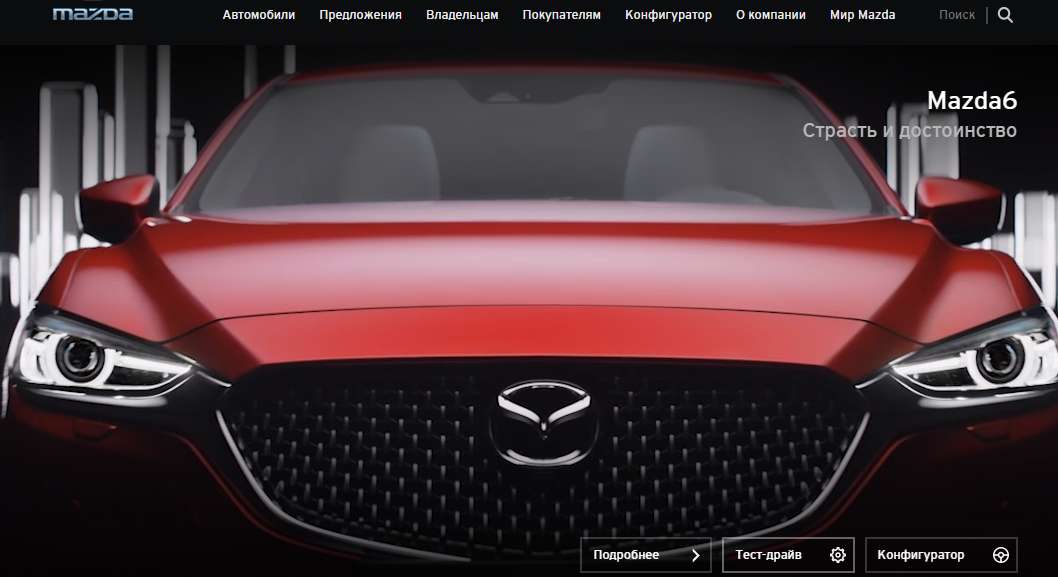 mazda
Автомобили Предложения Владельцам Покупателям Конфигуратор О компании Мир Mazda Поиск
Mazda6
Страсть и достоинство
Подробнее Тест-драйв Конфигуратор